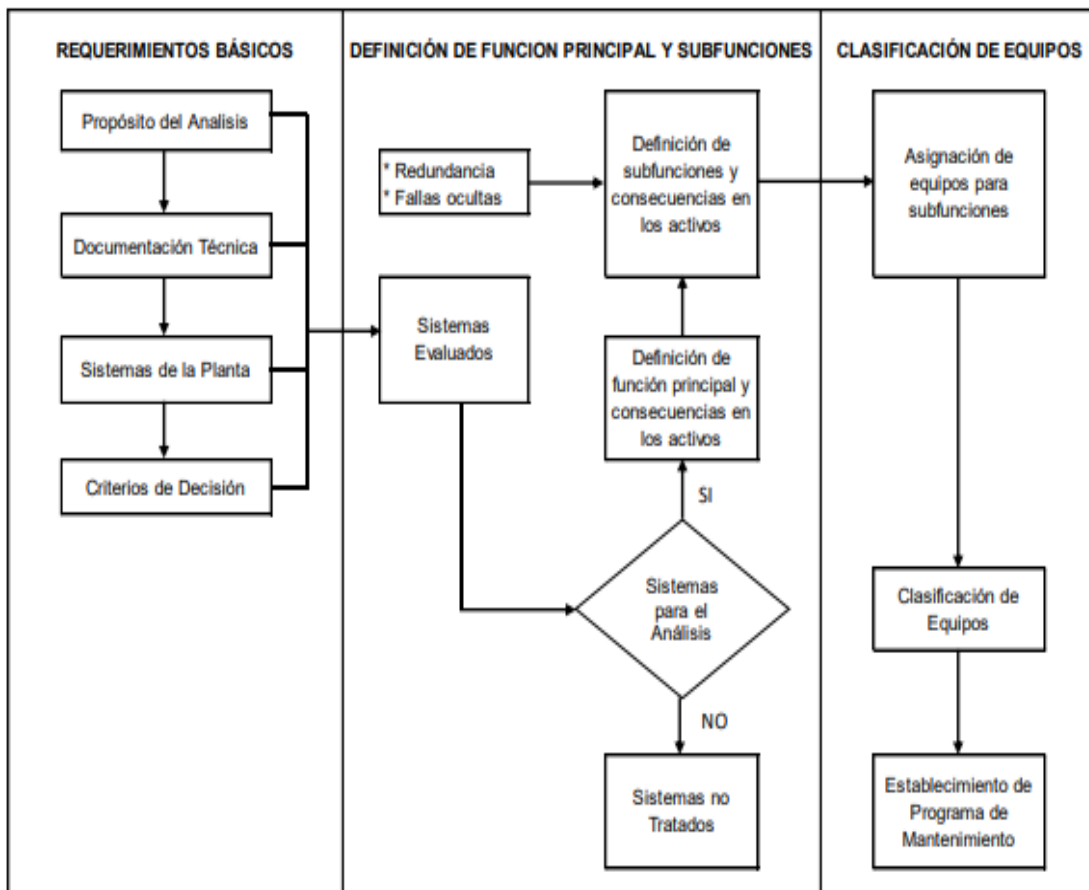 REQUERIMIENTOS BÁSICOS
Propósito del Analisis
Documentación Técnica
Sistemas de la Planta
Criterios de Decisión
DEFINICIÓN DE FUNCION PRINCIPAL Y SUBFUNCIONES
* Redundancia
* Fallas ocultas
Definición de
subfunciones y
consecuencias en
los activos
Sistemas
Evaluados
Definición de
función principal y
consecuencias en
los activos
SI
Sistemas
para el
Análisis
NO
Sistemas no
Tratados
CLASIFICACIÓN DE EQUIPOS
Asignación de
equipos para
subfunciones
Clasificación de
Equipos
Establecimiento de
Programa de
Mantenimiento